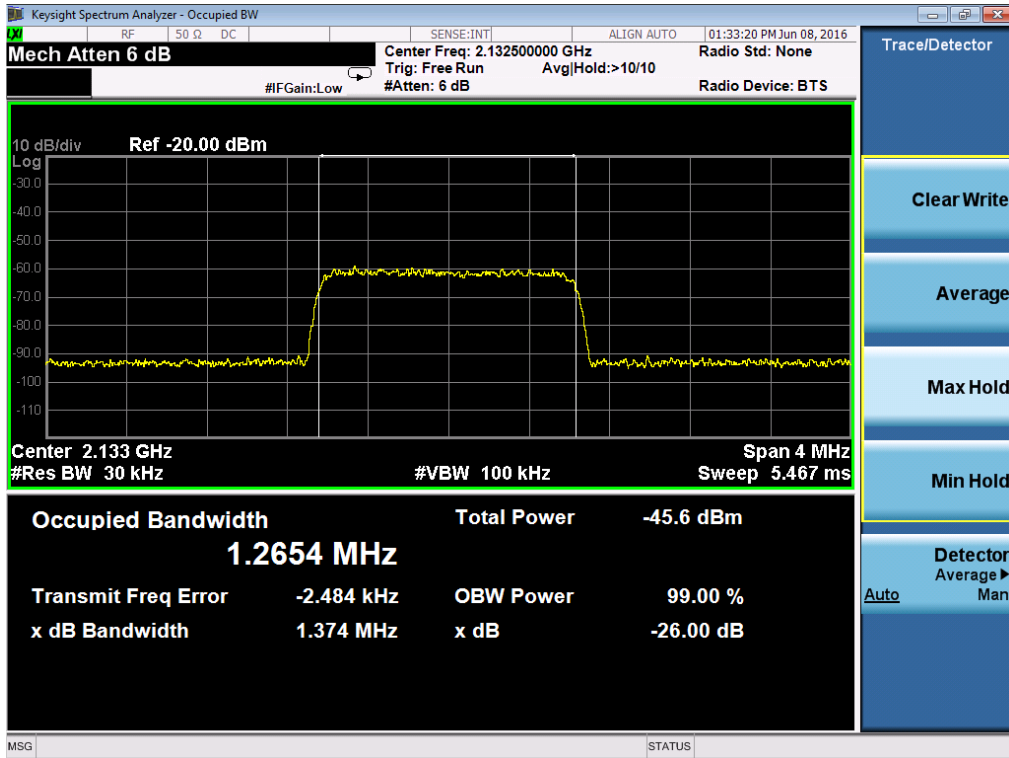 Keysight Spectrum Analyzer - Occupied BW
LXI RF 50 Ω DC SENSE:INT ALIGN AUTO 01:33:20 PM Jun 08, 2016
Mech Atten 6 dB Center Freq: 2.132500000 GHz Radio Std: None
Trig: Free Run Avg|Hold:>10/10
#IFGain:Low #Atten: 6 dB Radio Device: BTS
10 dB/div Ref -20.00 dBm
Log
-30.0
-40.0
-50.0
-60.0
-70.0
-80.0
-90.0
-100
-110
Center 2.133 GHz Span 4 MHz
#Res BW 30 kHz #VBW 100 kHz Sweep 5.467 ms
Occupied Bandwidth Total Power -45.6 dBm
1.2654 MHz
Transmit Freq Error -2.484 kHz OBW Power 99.00 %
x dB Bandwidth 1.374 MHz x dB -26.00 dB
MSG STATUS
Trace/Detector
Clear Write
Average
Max Hold
Min Hold
Detector
Average
Auto Man